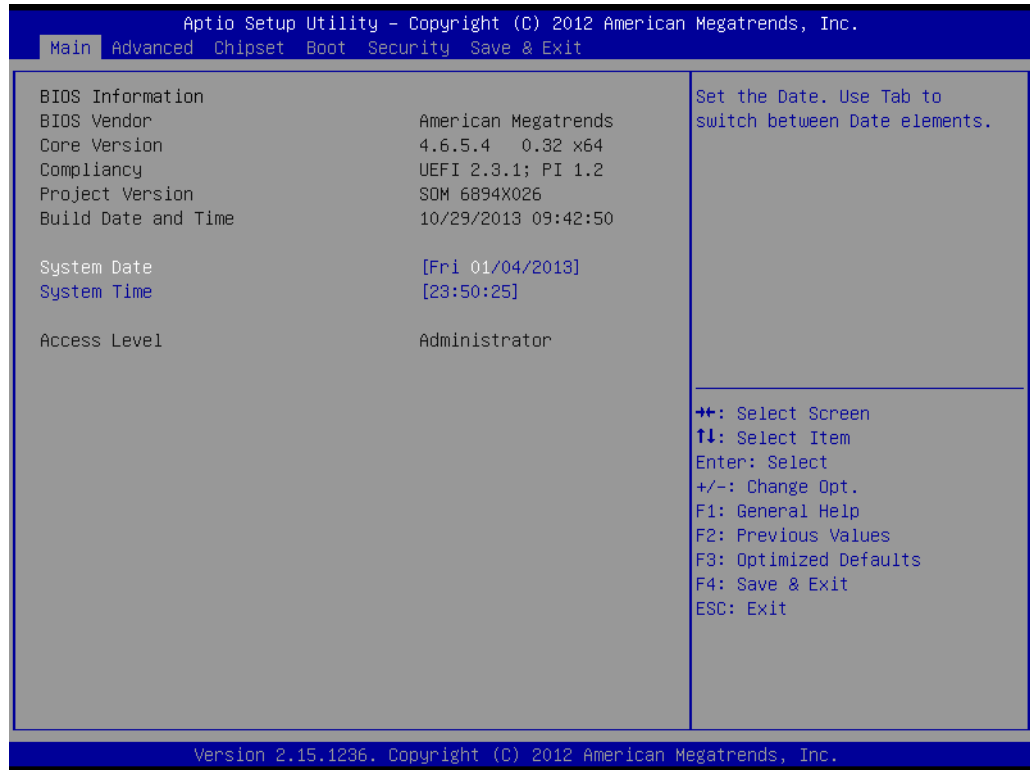 Aptio Setup Utility – Copyright (C) 2012 American Megatrends, Inc.
Main Advanced Chipset Boot Security Save & Exit
BIOS Information
BIOS Vendor American Megatrends
Core Version 4.6.5.4 0.32 x64
Compliancy UEFI 2.3.1; PI 1.2
Project Version SOM 6894X026
Build Date and Time 10/29/2013 09:42:50
System Date [Fri 01/04/2013]
System Time [23:50:25]
Access Level Administrator
Set the Date. Use Tab to
switch between Date elements.
→←: Select Screen
↑↓: Select Item
Enter: Select
+/-: Change Opt.
F1: General Help
F2: Previous Values
F3: Optimized Defaults
F4: Save & Exit
ESC: Exit
Version 2.15.1236. Copyright (C) 2012 American Megatrends, Inc.